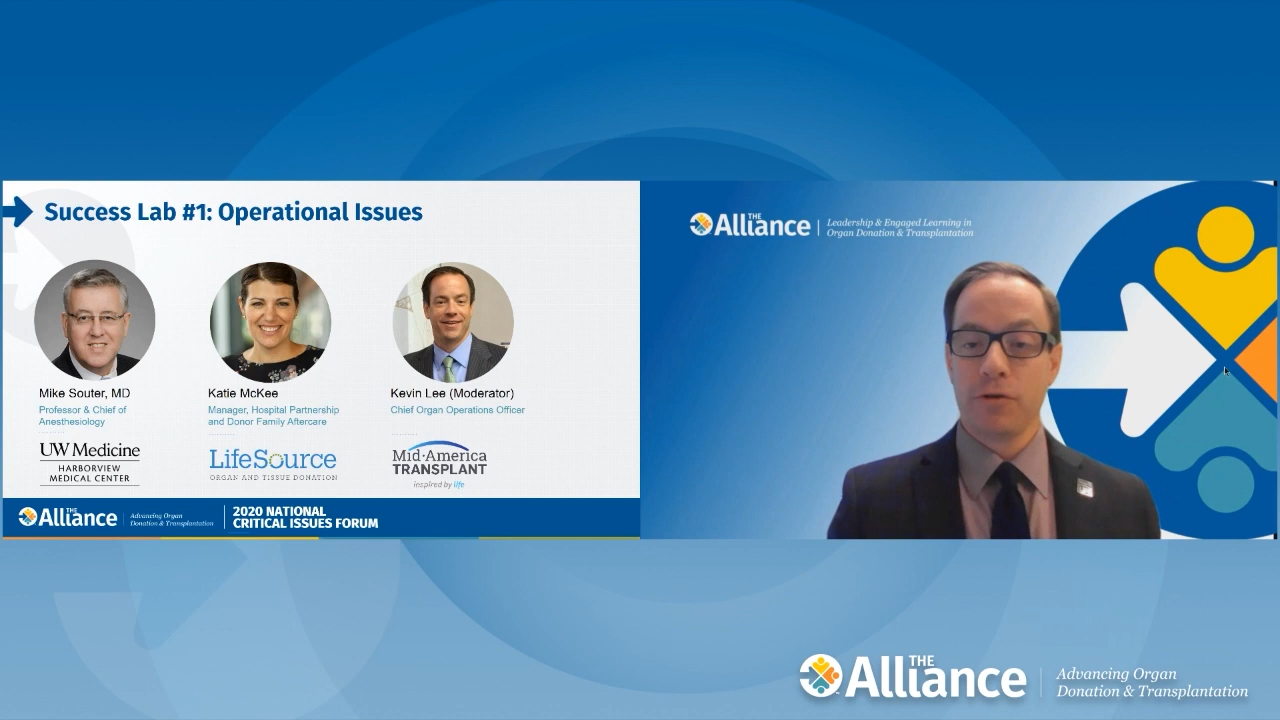 Success Lab #1: Operational Issues
Mike Souter, MD
Professor & Chief of
Anesthesiology
UW Medicine
HARBORVIEW
MEDICAL CENTER
Katie McKee
Manager, Hospital Partnership
and Donor Family Aftercare
LifeSource
ORGAN AND TISSUE DONATION
Kevin Lee (Moderator)
Chief Organ Operations Officer
Mid-America
TRANSPLANT
inspired by life
THE
Alliance
Advancing Organ
Donation & Transplantation
2020 NATIONAL
CRITICAL ISSUES FORUM
THE
Alliance
Leadership & Engaged Learning in
Organ Donation & Transplantation
THE
Alliance
Advancing Organ
Donation & Transplantation